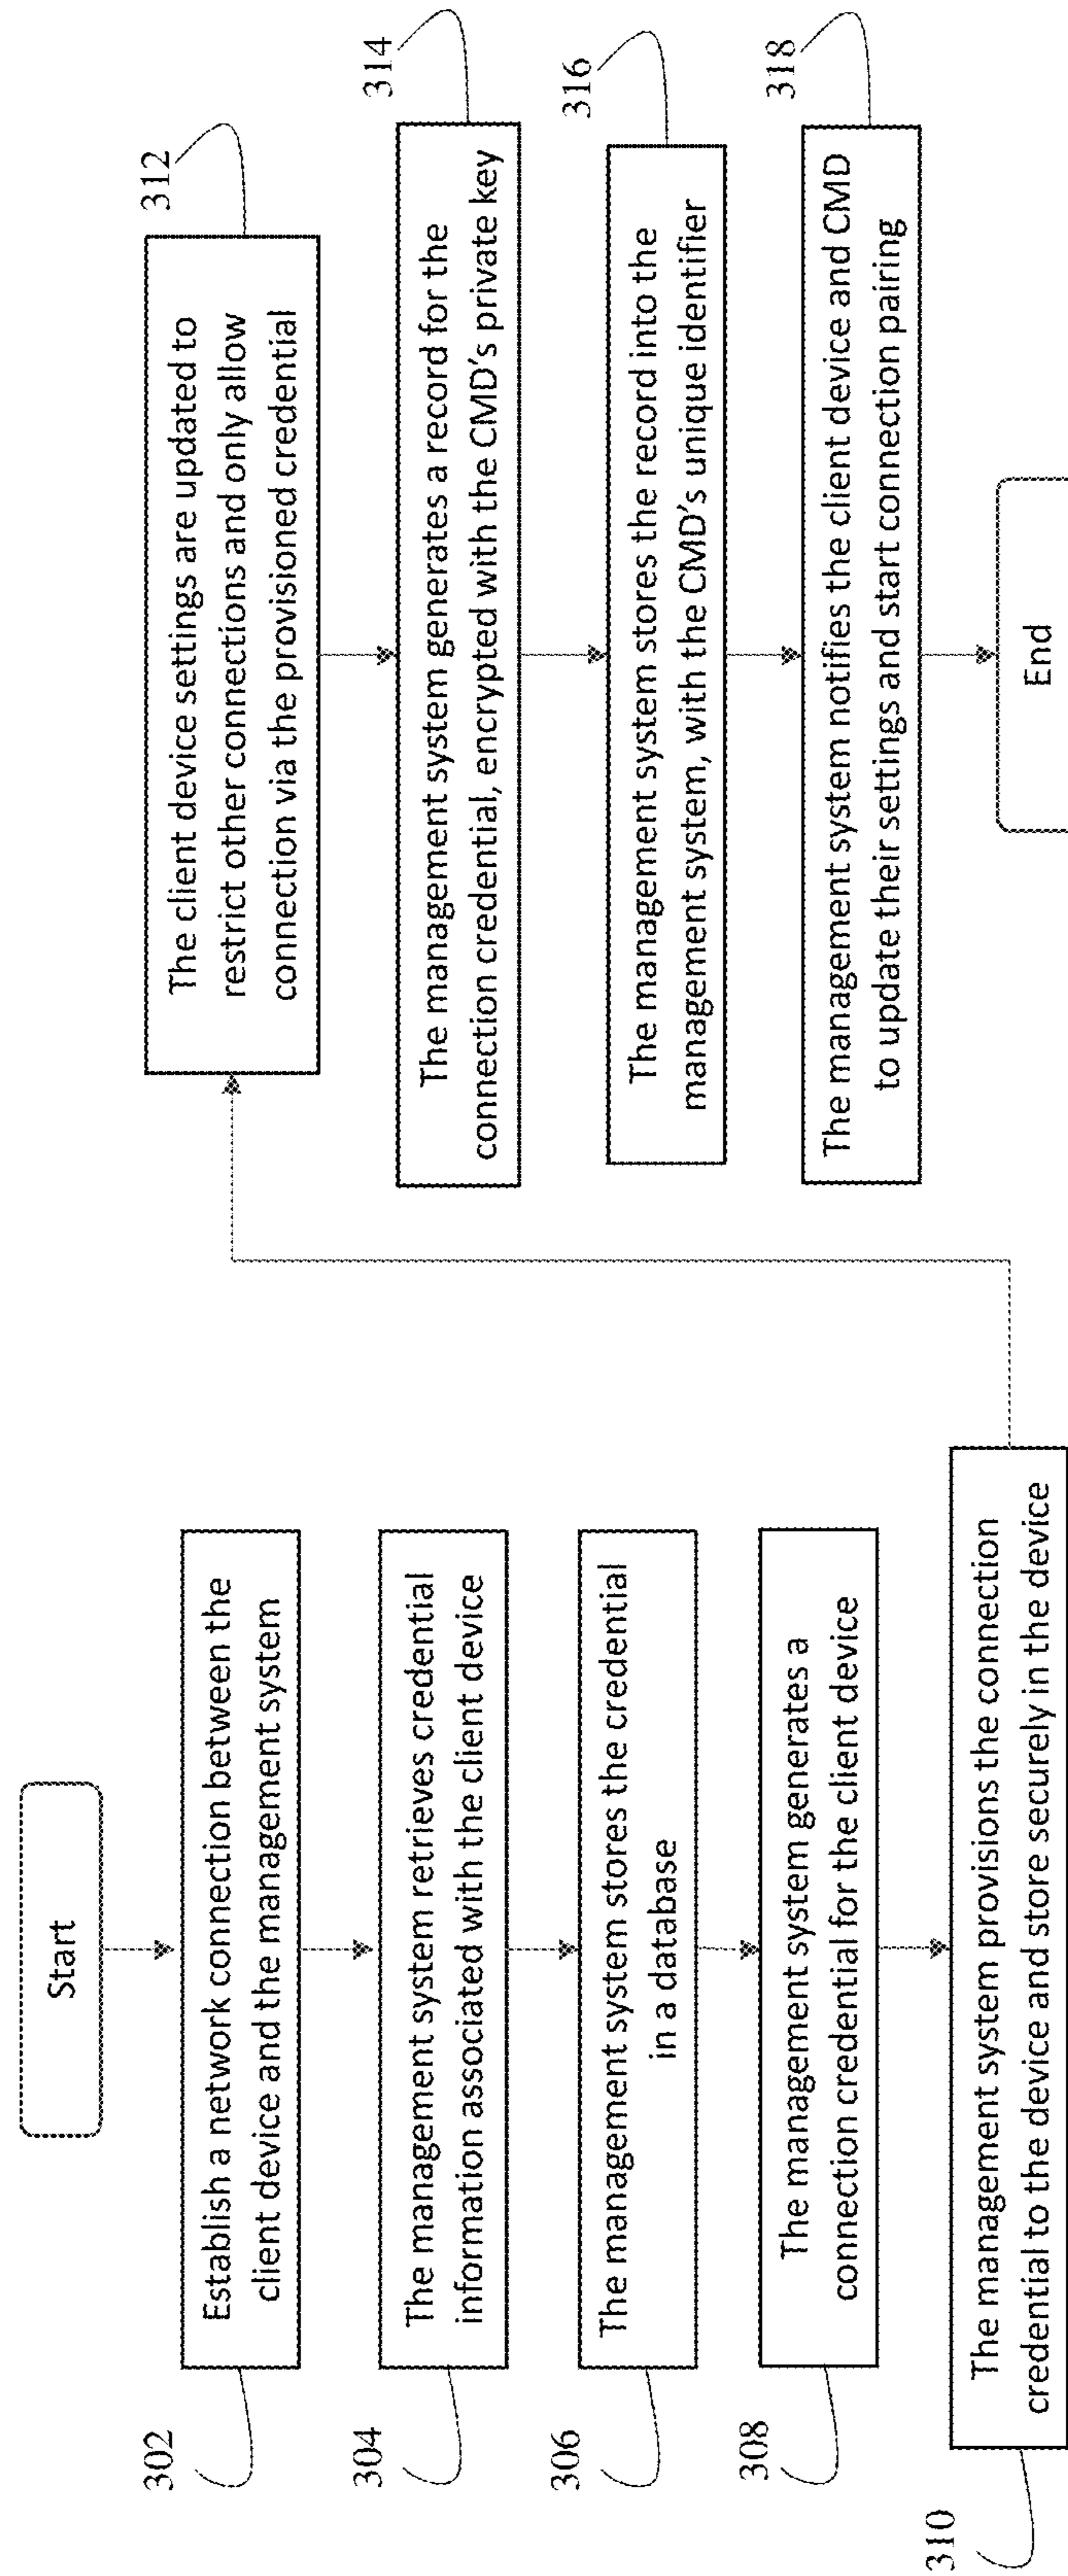 Start
302
Establish a network connection between the
client device and the management system
304
The management system retrieves credential
information associated with the client device
306
The management system stores the credential
in a database
308
The management system generates a
connection credential for the client device
310
The management system provisions the connection
credential to the device and store securely in the device
312
The client device settings are updated to
restrict other connections and only allow
connection via the provisioned credential
314
The management system generates a record for the
connection credential, encrypted with the CMD's private key
316
The management system stores the record into the
management system, with the CMD's unique identifier
318
The management system notifies the client device and CMD
to update their settings and start connection pairing
End